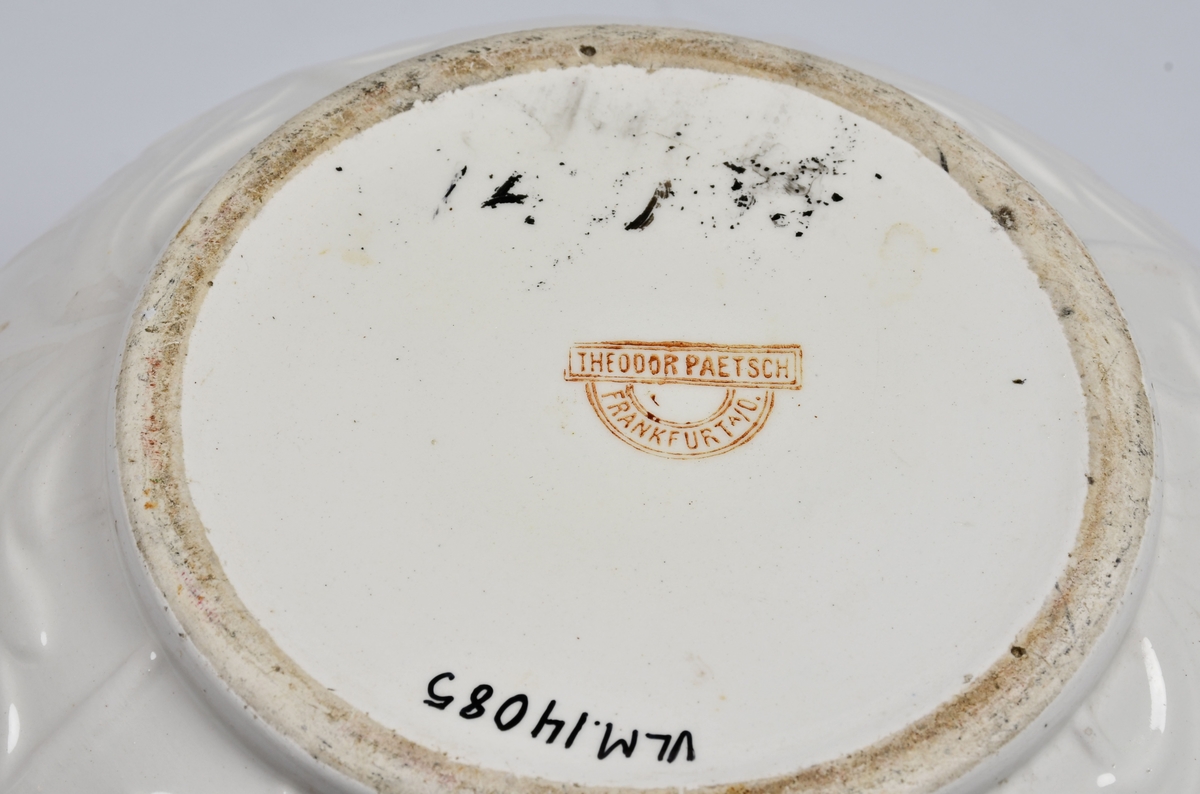 THEODOR PAETSCH
FRANKFURT A/O.
VLM.14085